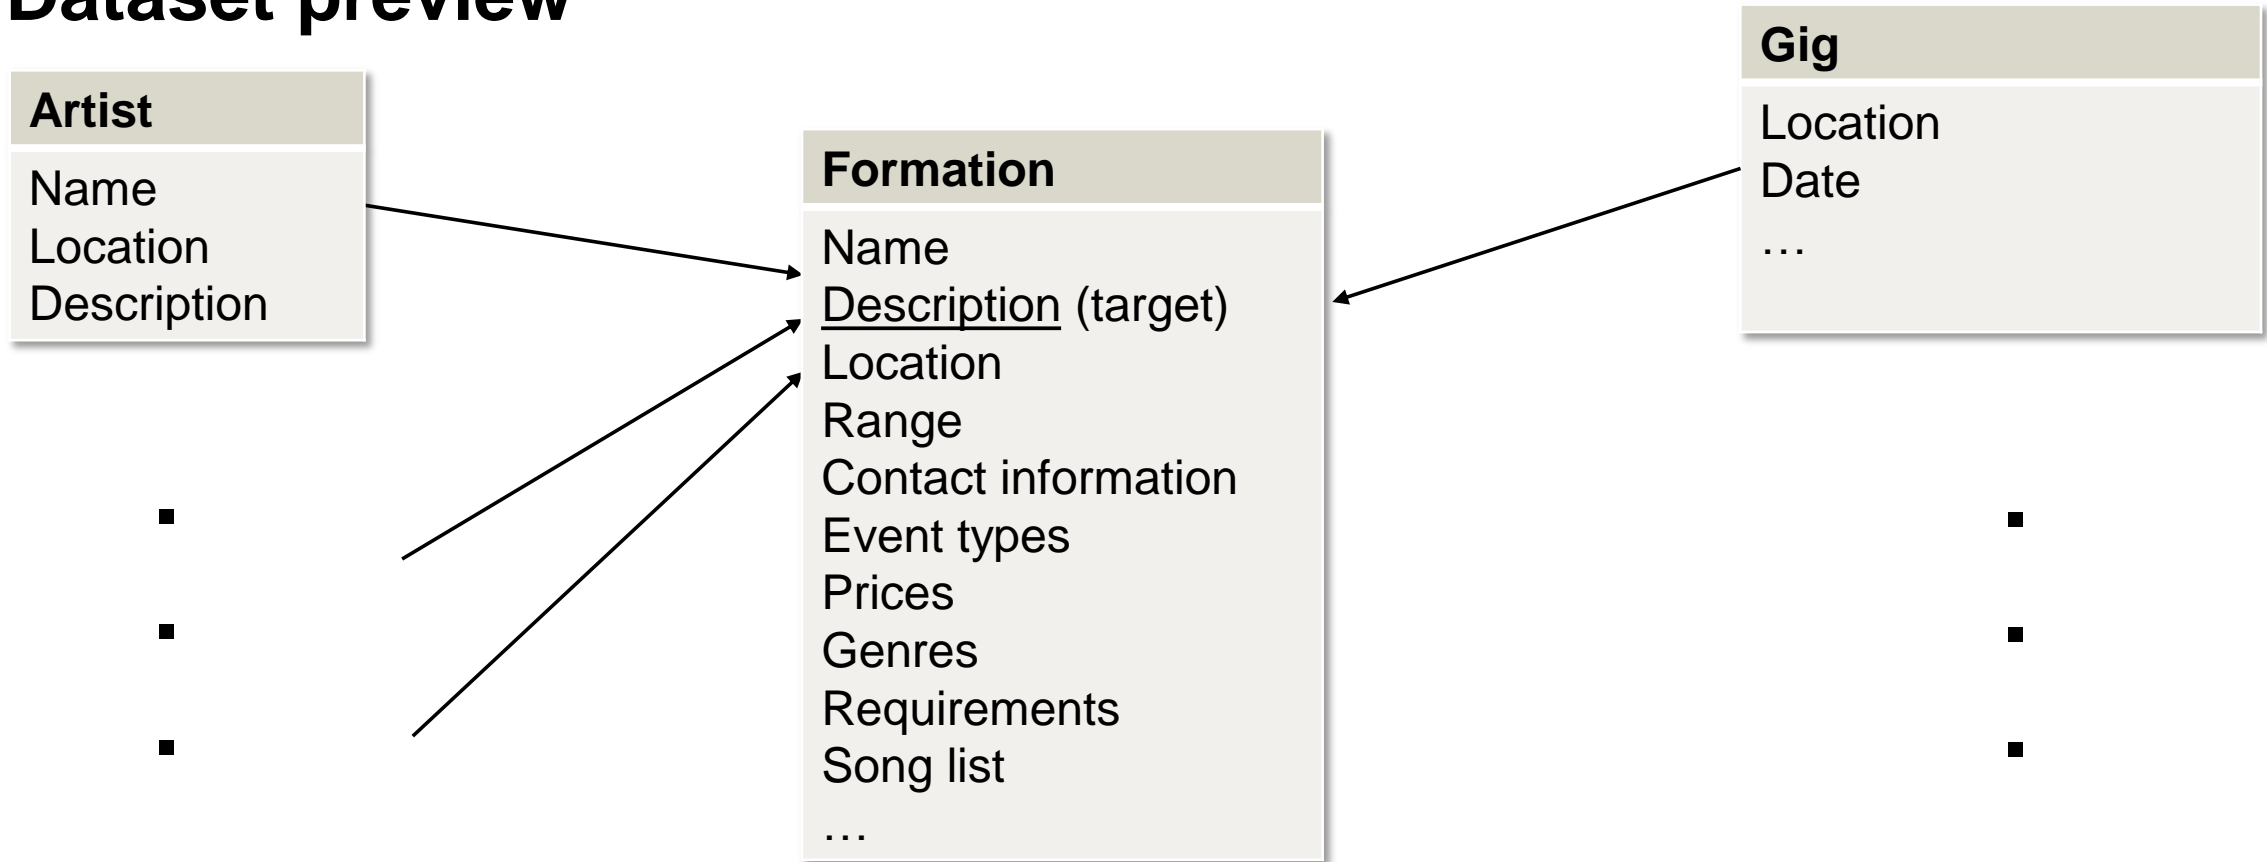 Dataset preview
Artist
Name
Location
Description
Formation
Name
Description (target)
Location
Range
Contact information
Event types
Prices
Genres
Requirements
Song list
…
Gig
Location
Date
…